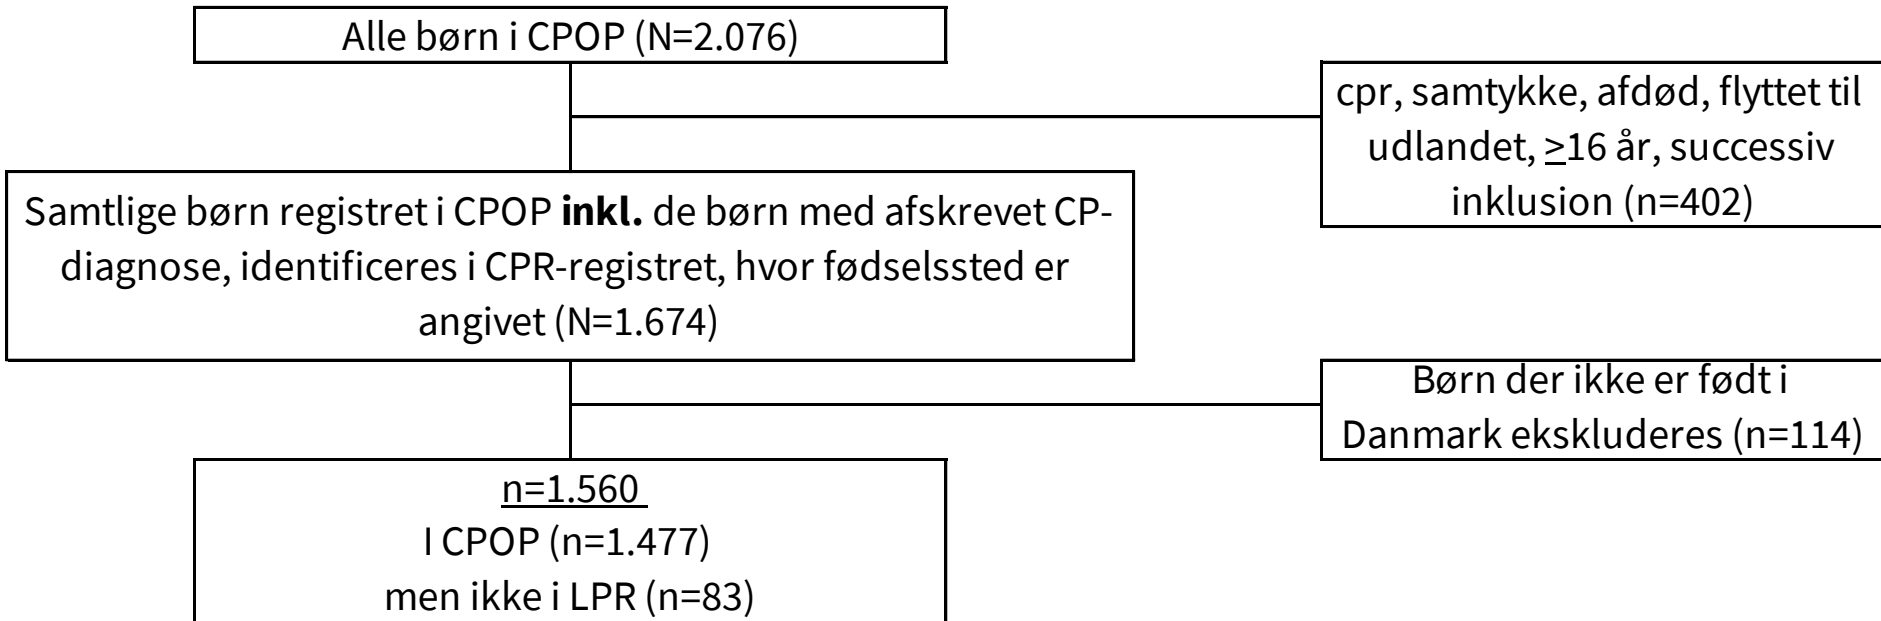 Alle børn i CPOP (N=2.076)
cpr, samtykke, afdød, flyttet til
udlandet, ≥16 år, successiv
inklusion (n=402)
Samtlige børn registret i CPOP inkl. de børn med afskrevet CP-
diagnose, identificeres i CPR-registret, hvor fødselssted er
angivet (N=1.674)
Børn der ikke er født i
Danmark ekskluderes (n=114)
n=1.560
I CPOP (n=1.477)
men ikke i LPR (n=83)